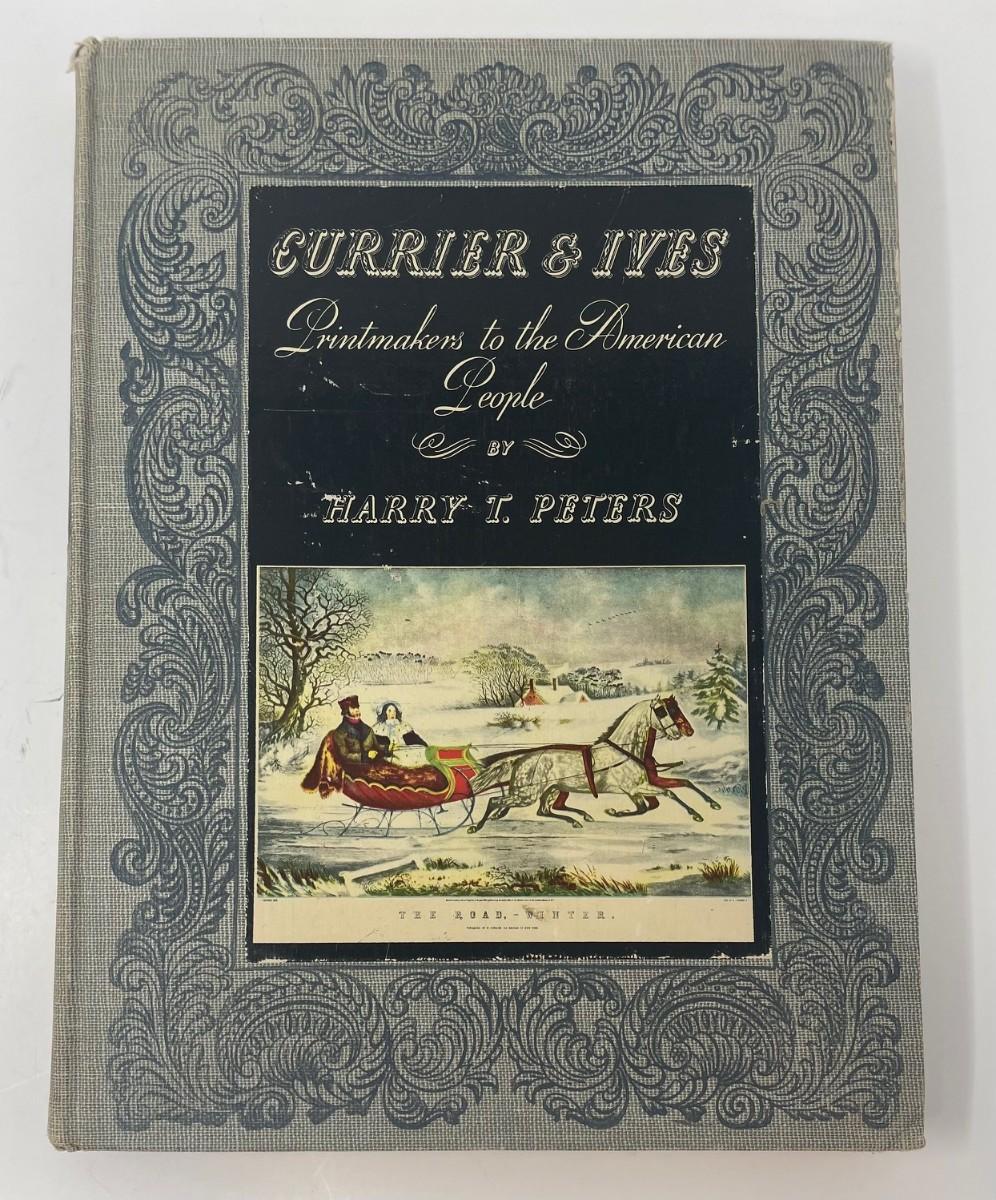 CURRIER & IVES
Printmakers to the American
People
BY
HARRY T. PETERS
THE ROAD, - WINTER.